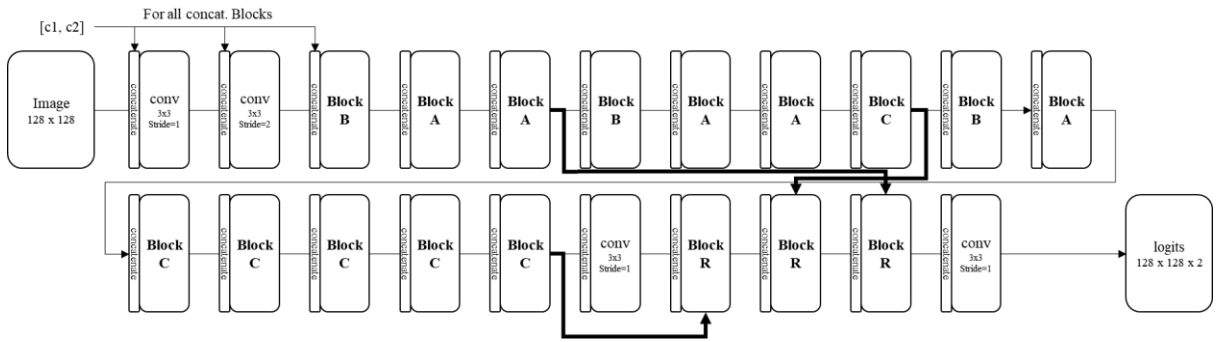 For all concat. Blocks
[c1, c2]
Image
128 x 128
concatenate
conv
3x3
Stride=1
concatenate
conv
3x3
Stride=2
concatenate
Block
B
concatenate
Block
A
concatenate
Block
A
concatenate
Block
B
concatenate
Block
A
concatenate
Block
A
concatenate
Block
C
concatenate
Block
B
concatenate
Block
A
concatenate
Block
C
concatenate
Block
C
concatenate
Block
C
concatenate
Block
C
concatenate
Block
C
concatenate
conv
3x3
Stride=1
concatenate
Block
R
concatenate
Block
R
concatenate
Block
R
concatenate
conv
3x3
Stride=1
logits
128 x 128 x 2